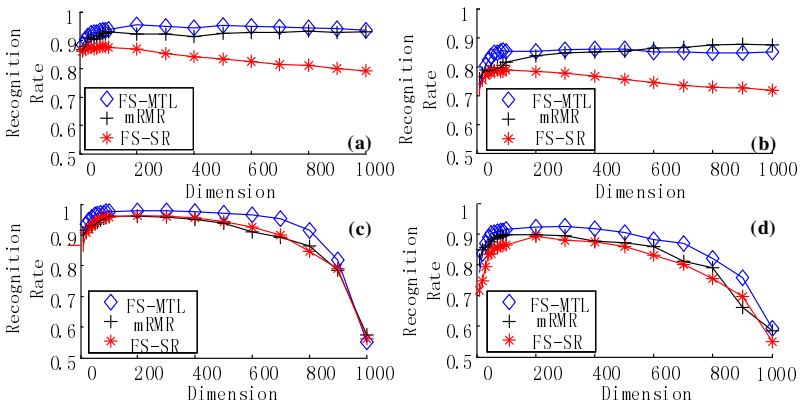 Recognition Rate
1
0.9
0.8
0.7
0.6
0.5
FS-MTL
mRMR
FS-SR
(a)
0 200 400 600 800 1000
Dimension
Recognition Rate
1
0.9
0.8
0.7
0.6
0.5
FS-MTL
mRMR
FS-SR
(b)
0 200 400 600 800 1000
Dimension
Recognition Rate
1
0.9
0.8
0.7
0.6
0.5
(c)
FS-MTL
mRMR
FS-SR
0 200 400 600 800 1000
Dimension
Recognition Rate
1
0.9
0.8
0.7
0.6
0.5
(d)
FS-MTL
mRMR
FS-SR
0 200 400 600 800 1000
Dimension